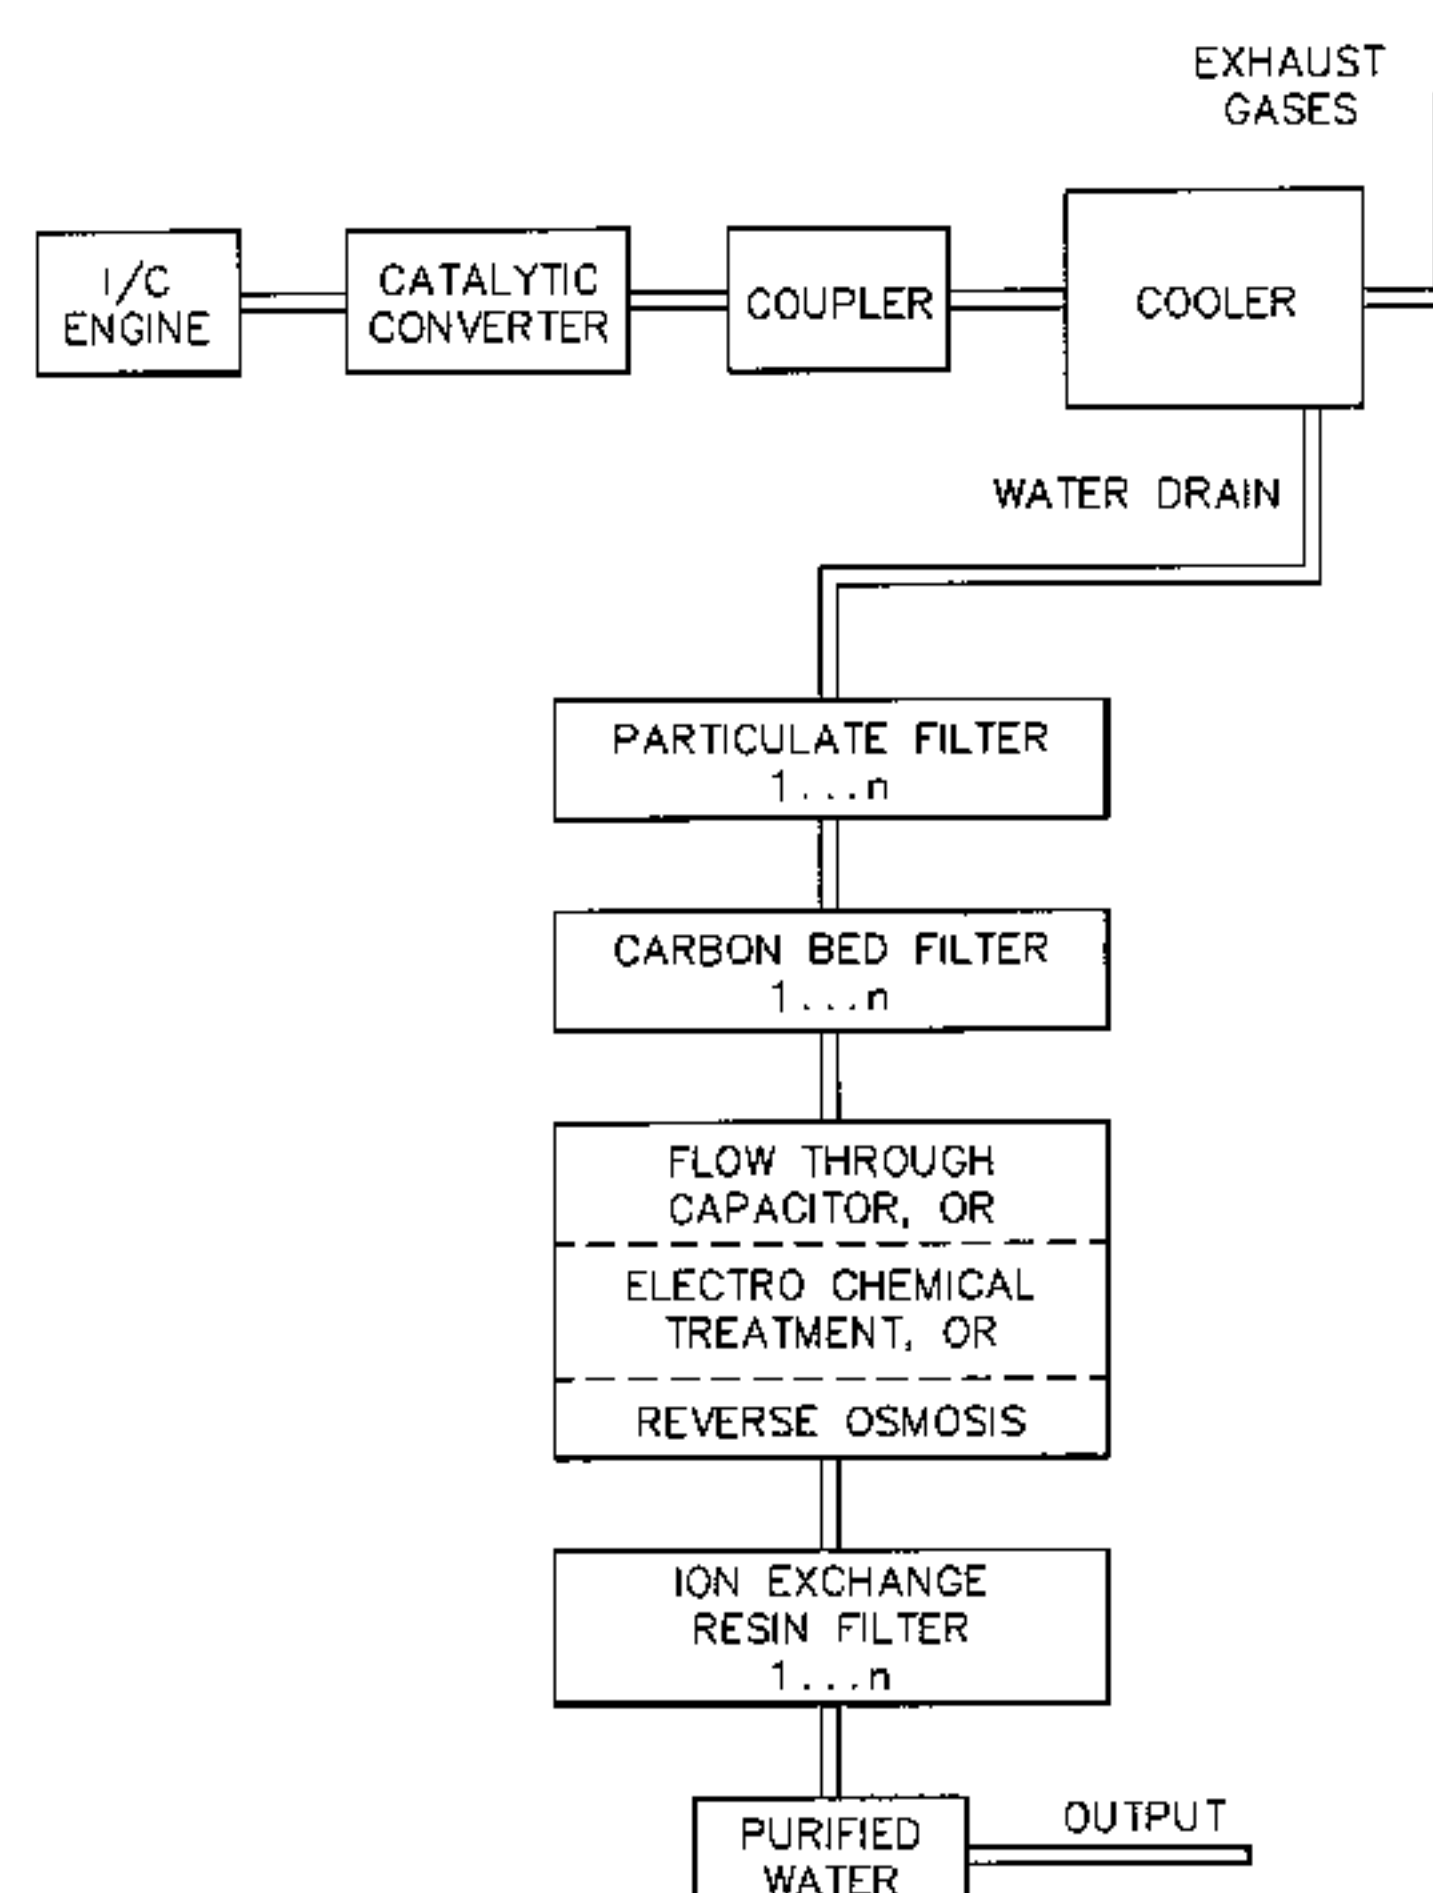 EXHAUST
GASES
I/C
ENGINE
CATALYTIC
CONVERTER
COUPLER
COOLER
WATER DRAIN
PARTICULATE FILTER
1...n
CARBON BED FILTER
1...n
FLOW THROUGH
CAPACITOR, OR
ELECTRO CHEMICAL
TREATMENT, OR
REVERSE OSMOSIS
ION EXCHANGE
RESIN FILTER
1...n
PURIFIED
WATER
OUTPUT